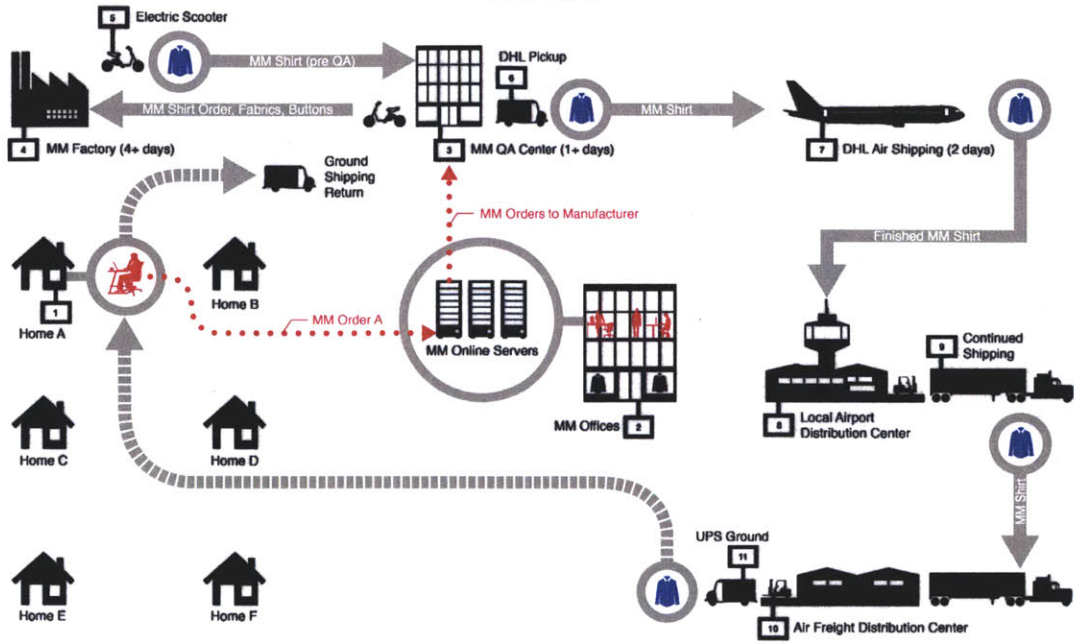 5
Electric Scooter
MM Shirt (pre QA)
DHL Pickup
6
MM Shirt
MM Shirt Order, Fabrics, Buttons
4
MM Factory (4+ days)
3
MM QA Center (1+ days)
7
DHL Air Shipping (2 days)
Ground
Shipping
Return
MM Orders to Manufacturer
Finished MM Shirt
1
Home A
Home B
MM Order A
MM Online Servers
9
Continued
Shipping
MM Offices
2
8
Local Airport
Distribution Center
Home C
Home D
MM Shirt
UPS Ground
11
Home E
Home F
10
Air Freight Distribution Center